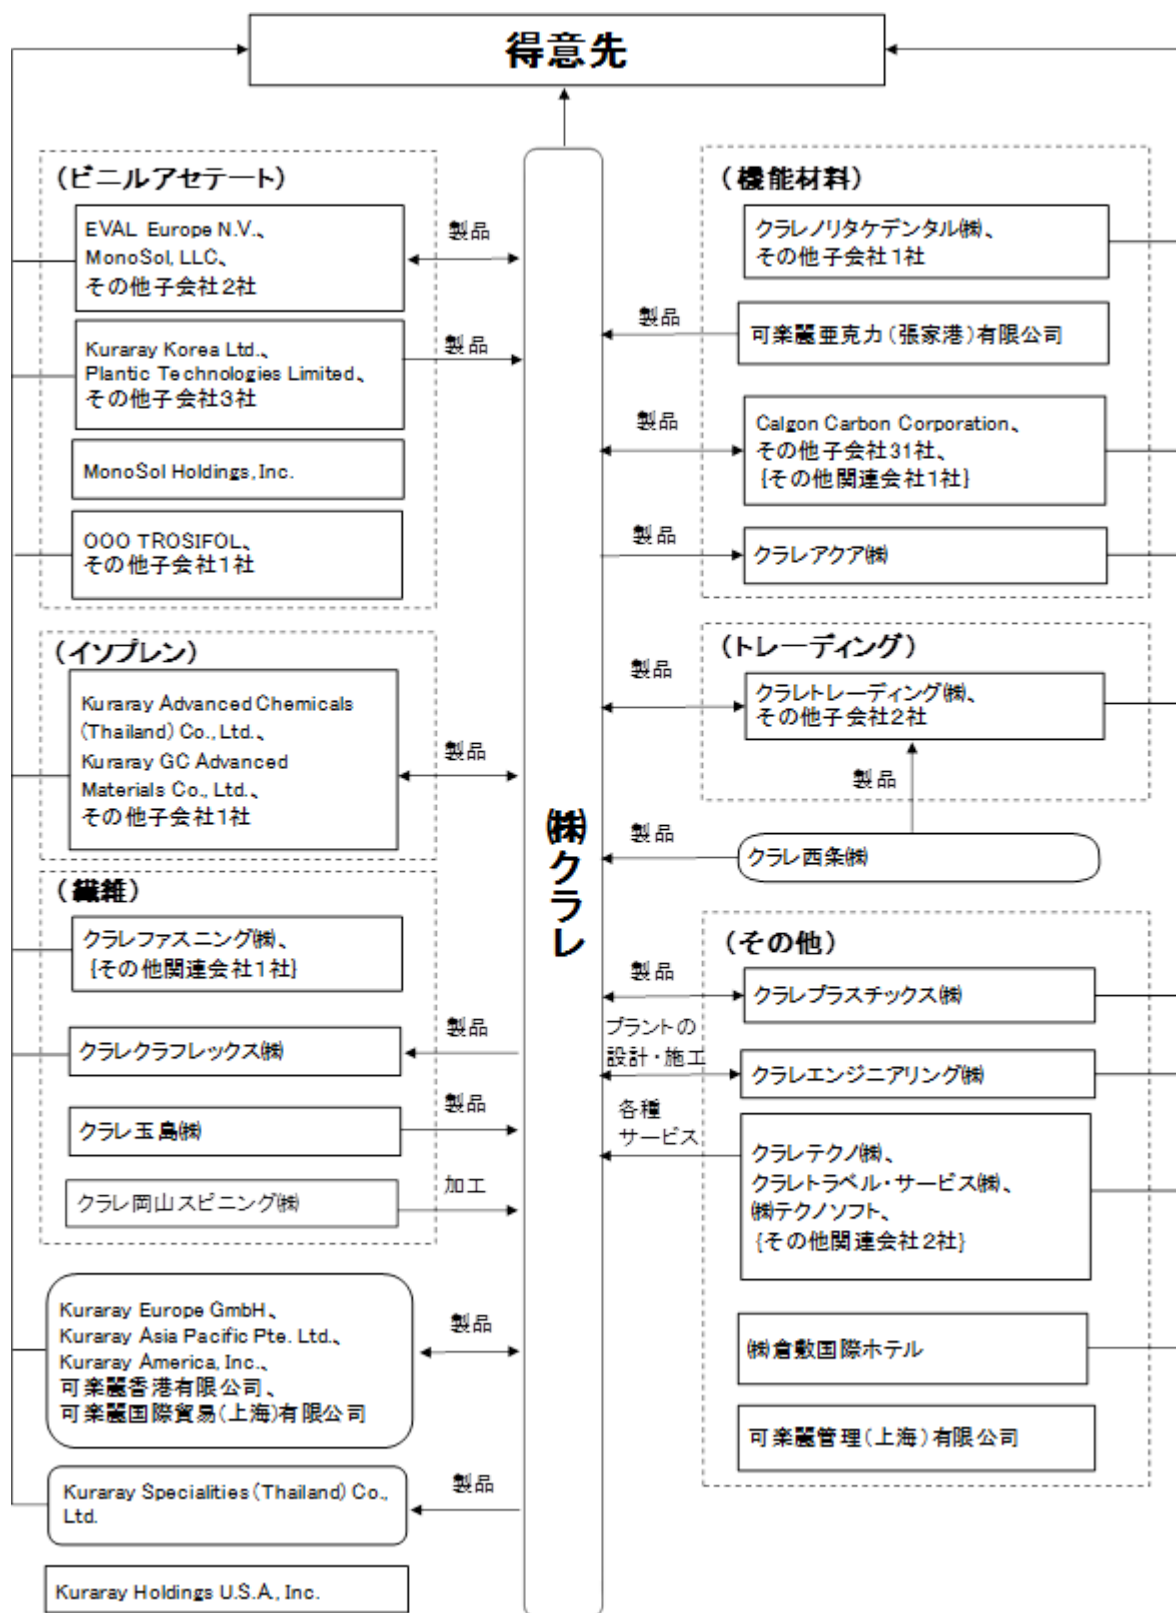 得意先
（ビニルアセテート）
EVAL Europe N.V.、
MonoSol, LLC、
その他子会社2社
製品
Kuraray Korea Ltd.、
Plantic Technologies Limited、
その他子会社3社
製品
MonoSol Holdings, Inc.
OOO TROSIFOL、
その他子会社1社
（イソプレン）
Kuraray Advanced Chemicals
(Thailand) Co., Ltd.、
Kuraray GC Advanced
Materials Co., Ltd.、
その他子会社1社
製品
（繊維）
クラレファスニング㈱、
{その他関連会社1社}
クラレクラフレックス㈱
製品
クラレ玉島㈱
製品
クラレ岡山スピニング㈱
加工
Kuraray Europe GmbH、
Kuraray Asia Pacific Pte. Ltd.、
Kuraray America, Inc.、
可楽麗香港有限公司、
可楽麗国際貿易（上海）有限公司
製品
Kuraray Specialities (Thailand) Co.,
Ltd.
製品
Kuraray Holdings U.S.A., Inc.
㈱クラレ
（機能材料）
クラレノリタケデンタル㈱、
その他子会社1社
製品
可楽麗亜克力（張家港）有限公司
製品
Calgon Carbon Corporation、
その他子会社31社、
{その他関連会社1社}
製品
クラレアクア㈱
（トレーディング）
製品
クラレトレーディング㈱、
その他子会社2社
製品
製品
クラレ西条㈱
（その他）
製品
クラレプラスチックス㈱
プラントの
設計・施工
クラレエンジニアリング㈱
各種
サービス
クラレテクノ㈱、
クラレトラベル・サービス㈱、
㈱テクノソフト、
{その他関連会社2社}
㈱倉敷国際ホテル
可楽麗管理（上海）有限公司